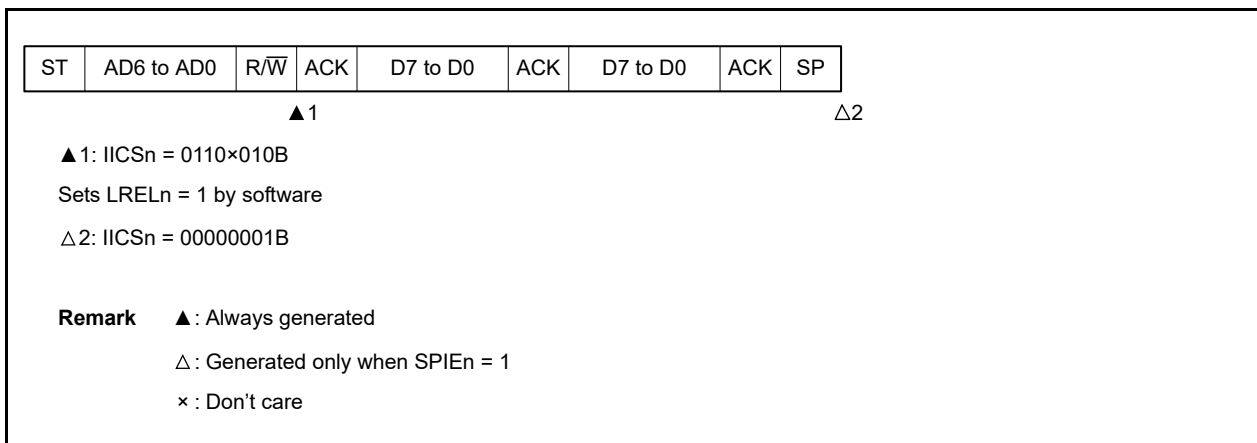 ST AD6 to AD0 R/W̅ ACK D7 to D0 ACK D7 to D0 ACK SP
▲1 △2
▲1: IICSn = 0110×010B
Sets LRELn = 1 by software
△2: IICSn = 00000001B
Remark ▲: Always generated
△: Generated only when SPIEn = 1
×: Don't care